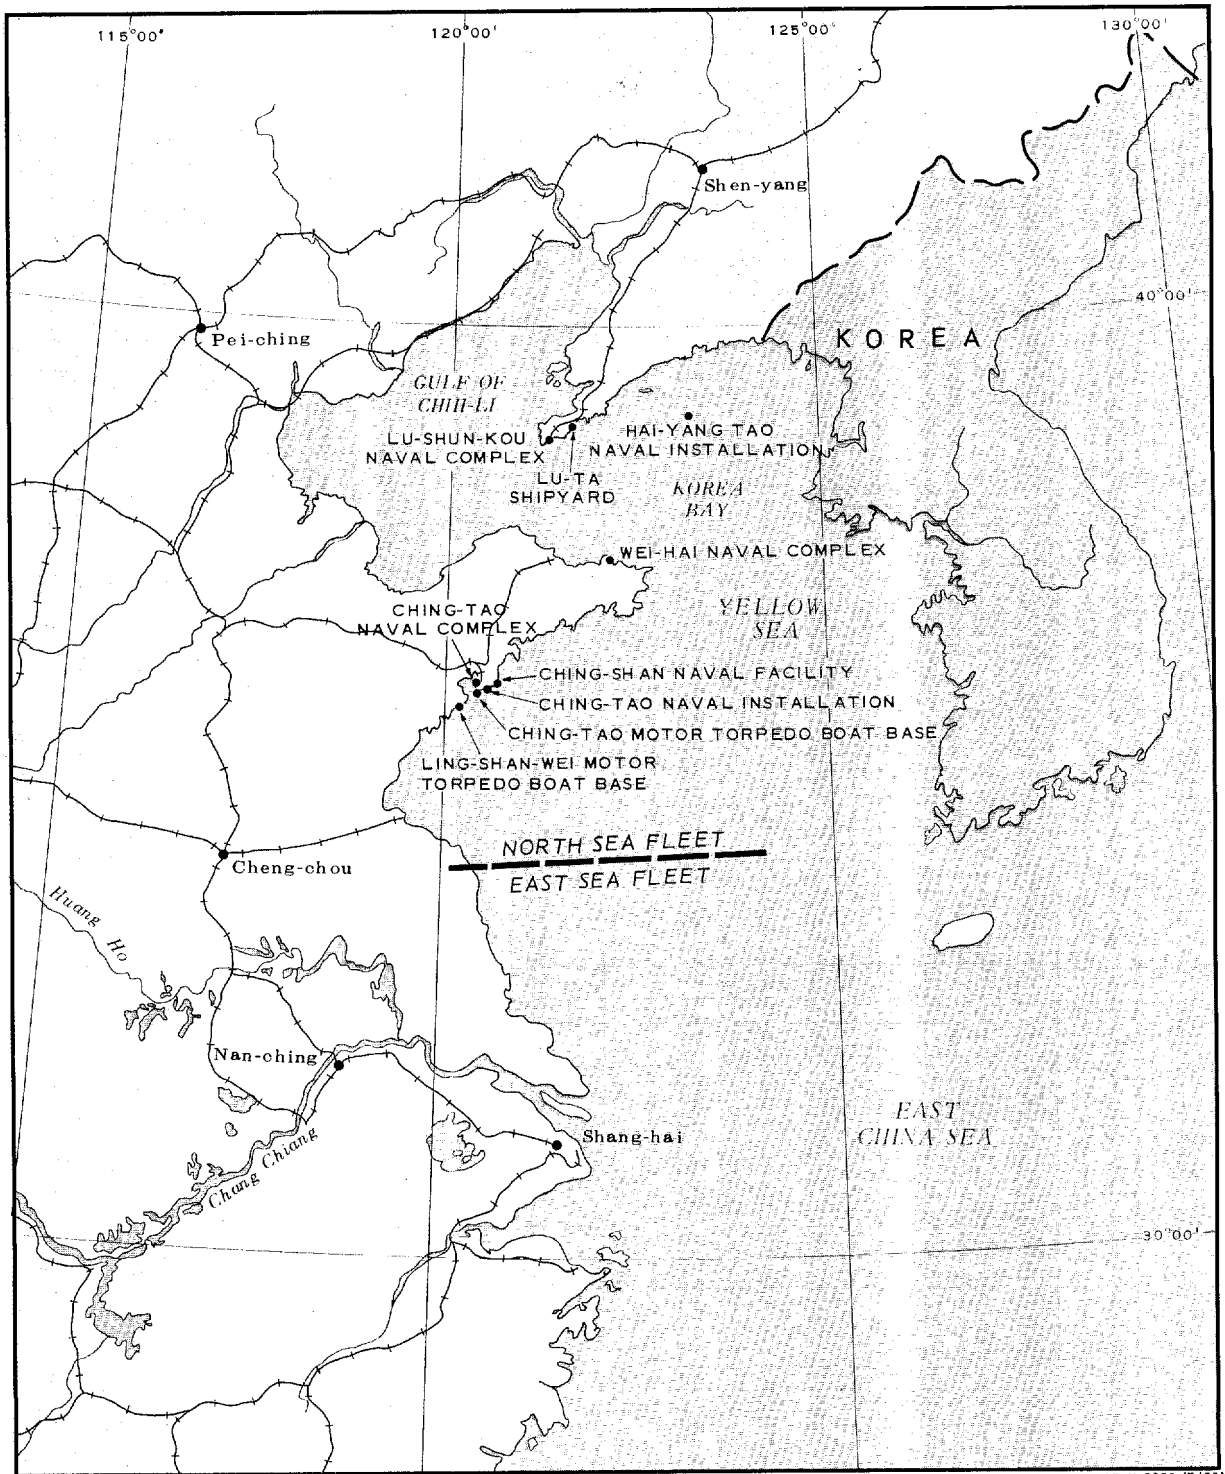 115°00'
120°00'
125°00'
130°00'
Shen-yang
40°00'
Pei-ching
KOREA
GULF OF
CHIH-LI
LU-SHUN-KOU
NAVAL COMPLEX
HAI-YANG TAO
NAVAL INSTALLATION
LU-TA
SHIPYARD
KOREA
BAY
WEI-HAI NAVAL COMPLEX
CHING-TAO
NAVAL COMPLEX
YELLOW
SEA
CHING-SHAN NAVAL FACILITY
CHING-TAO NAVAL INSTALLATION
CHING-TAO MOTOR TORPEDO BOAT BASE
LING-SHAN-WEI MOTOR
TORPEDO BOAT BASE
NORTH SEA FLEET
EAST SEA FLEET
Cheng-chou
Huang Ho
Nan-ching
EAST
CHINA SEA
Shang-hai
Chang Chiang
30°00'